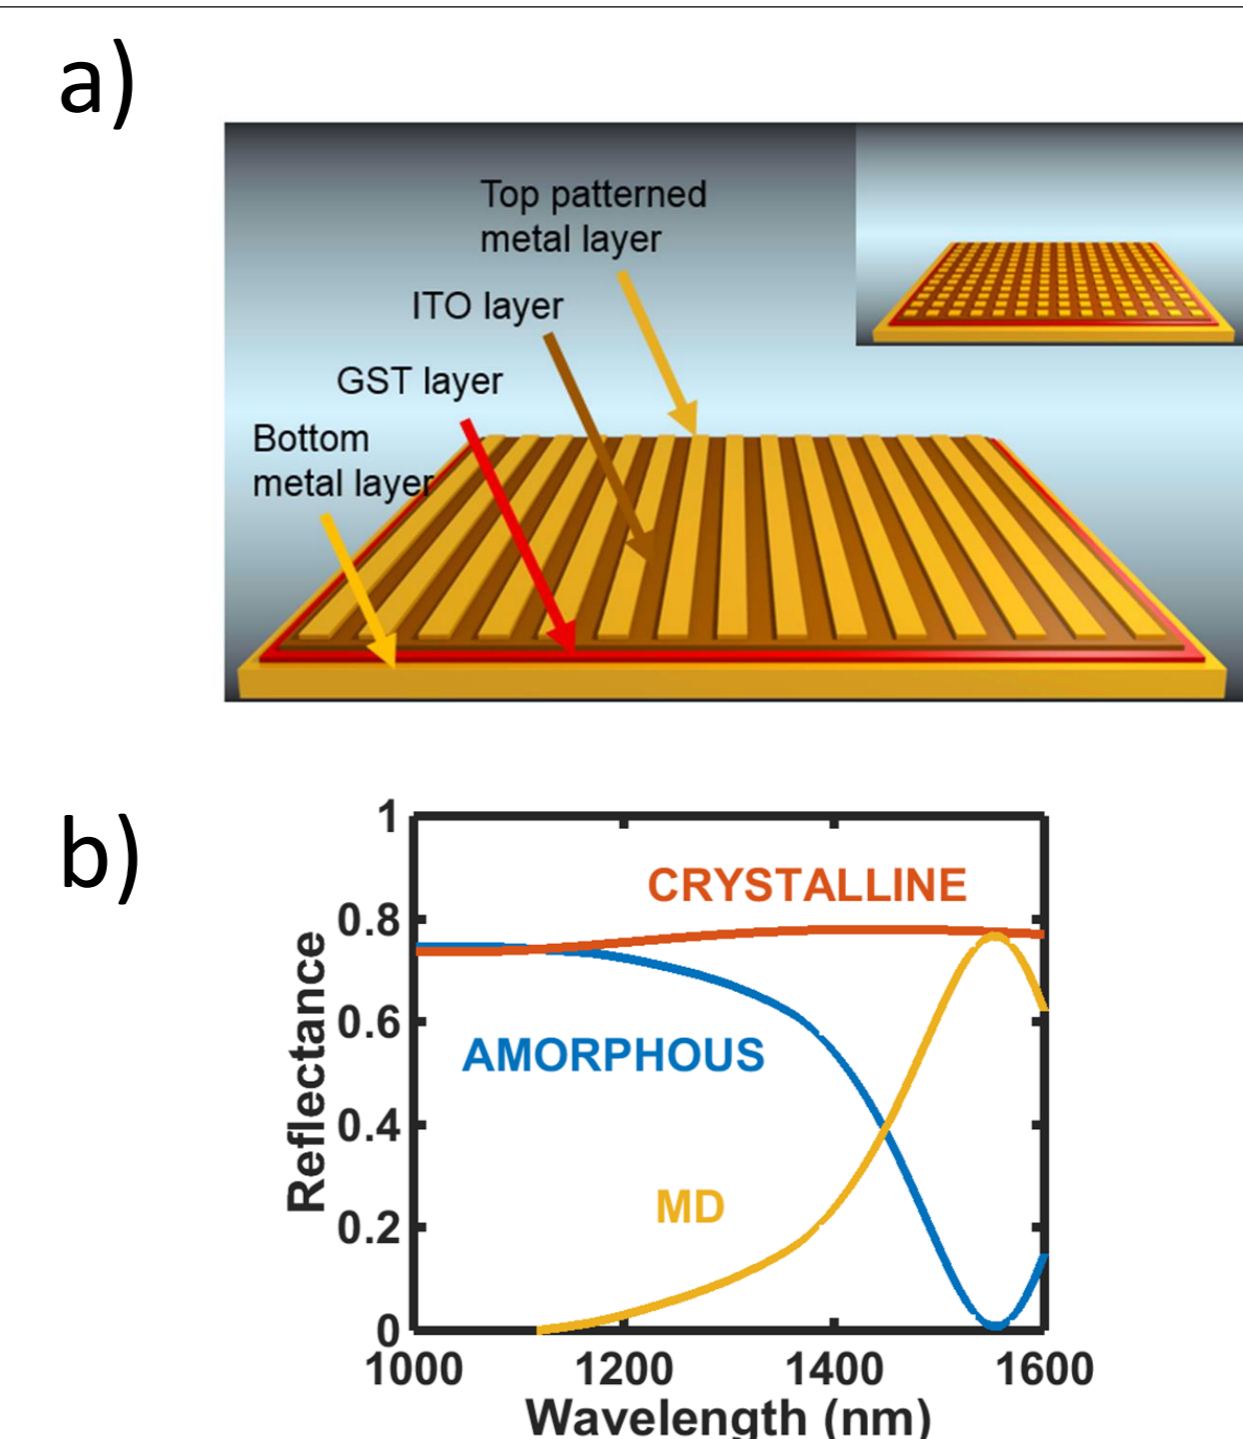 a)
Top patterned
metal layer
ITO layer
GST layer
Bottom
metal layer
b)
1
0.8
0.6
0.4
0.2
0
Reflectance
CRYSTALLINE
AMORPHOUS
MD
1000 1200 1400 1600
Wavelength (nm)